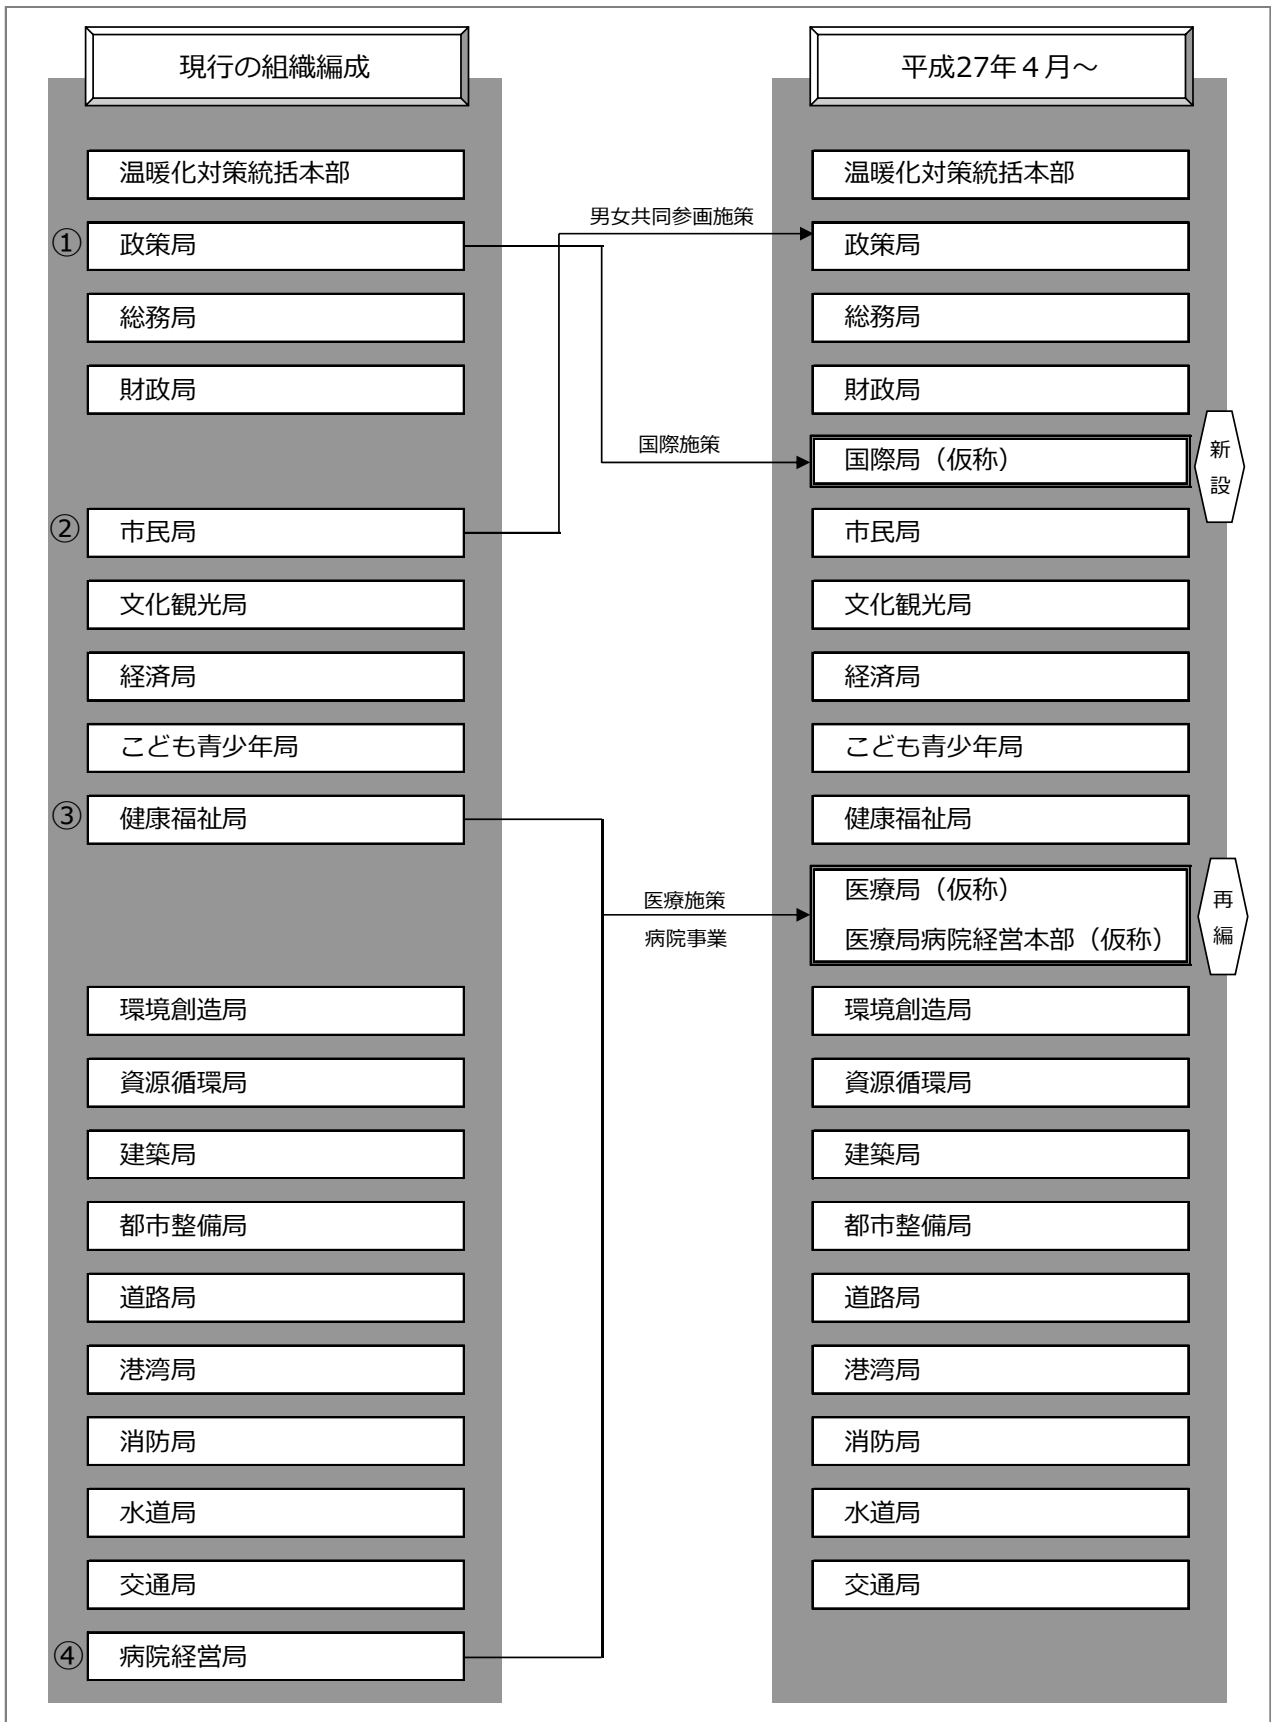 現行の組織編成
温暖化対策統括本部
①
政策局
総務局
財政局
②
市民局
文化観光局
経済局
こども青少年局
③
健康福祉局
環境創造局
資源循環局
建築局
都市整備局
道路局
港湾局
消防局
水道局
交通局
④
病院経営局
男女共同参画施策
国際施策
医療施策
病院事業
平成27年4月～
温暖化対策統括本部
政策局
総務局
財政局
国際局（仮称）
新設
市民局
文化観光局
経済局
こども青少年局
健康福祉局
医療局（仮称）
医療局病院経営本部（仮称）
再編
環境創造局
資源循環局
建築局
都市整備局
道路局
港湾局
消防局
水道局
交通局